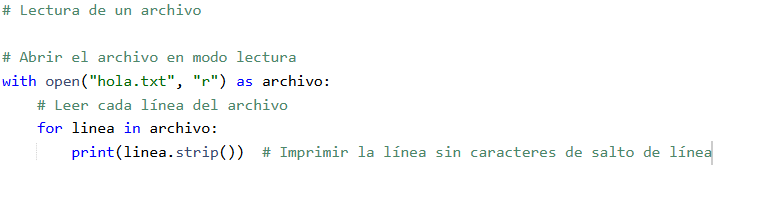 # Lectura de un archivo
# Abrir el archivo en modo lectura
with open("hola.txt", "r") as archivo:
    # Leer cada línea del archivo
    for linea in archivo:
        print(linea.strip())  # Imprimir la línea sin caracteres de salto de línea